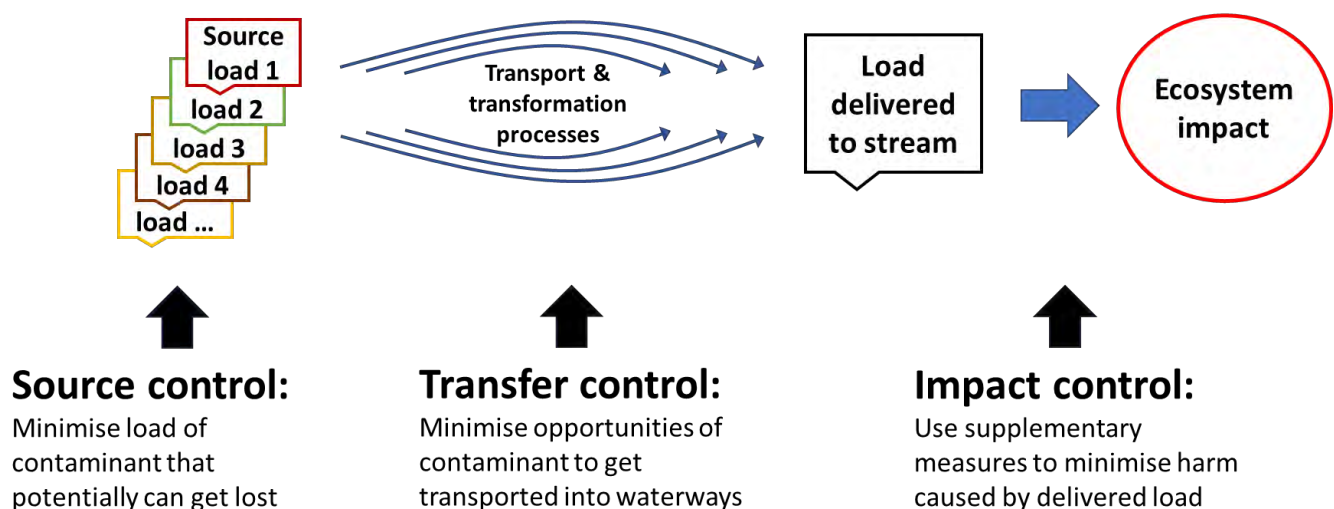 Source
load 1
load 2
load 3
load 4
load ...
Transport &
transformation
processes
Load
delivered
to stream
Ecosystem
impact
Source control:
Minimise load of
contaminant that
potentially can get lost
Transfer control:
Minimise opportunities of
contaminant to get
transported into waterways
Impact control:
Use supplementary
measures to minimise harm
caused by delivered load